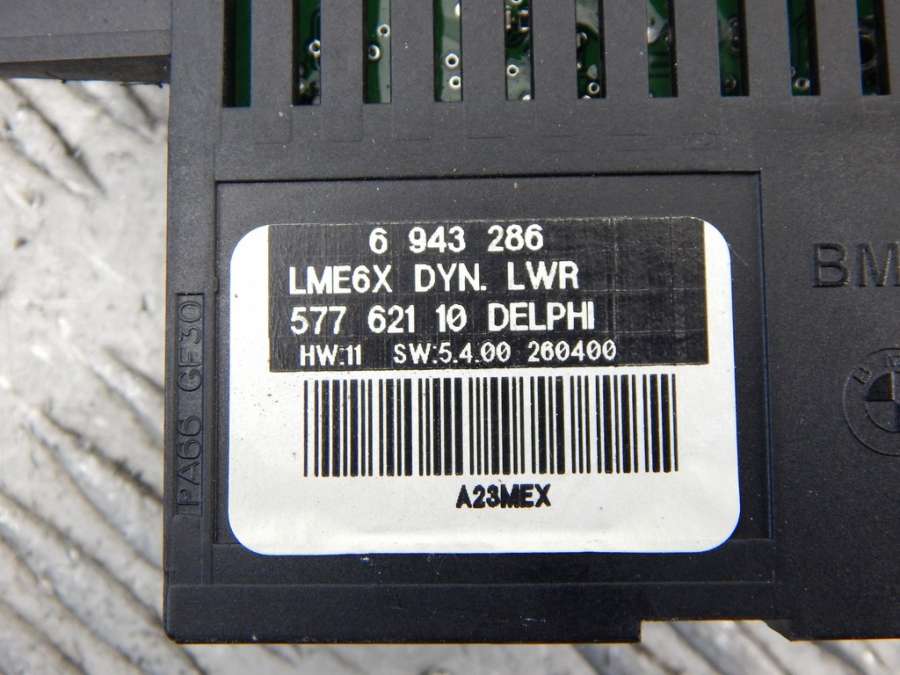 6 943 286
LME6X DYN. LWR
577 621 10 DELPHI
HW:11 SW:5.4.00 260400
A23MEX
PA66 GF30
BM
B